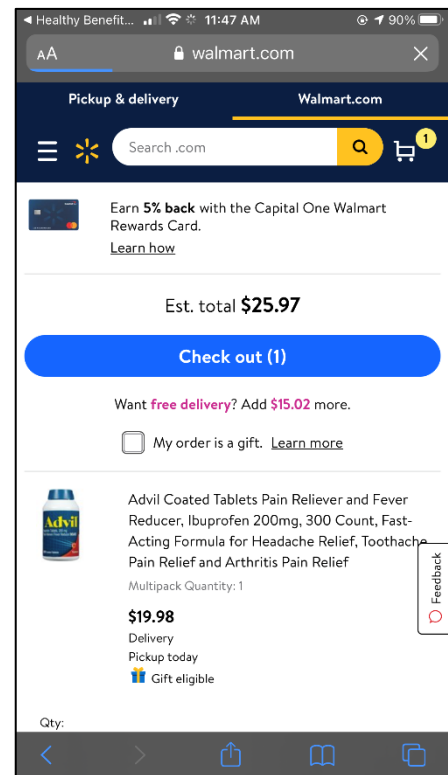 Healthy Benefit... 11:47 AM 90%
AA walmart.com
Pickup & delivery Walmart.com
Search .com 1
Earn 5% back with the Capital One Walmart
Rewards Card.
Learn how
Est. total $25.97
Check out (1)
Want free delivery? Add $15.02 more.
My order is a gift. Learn more
Advil Coated Tablets Pain Reliever and Fever
Reducer, Ibuprofen 200mg, 300 Count, Fast-
Acting Formula for Headache Relief, Toothache
Pain Relief and Arthritis Pain Relief
Advil
Multipack Quantity: 1
Feedback
$19.98
Delivery
Pickup today
Gift eligible
Qty: